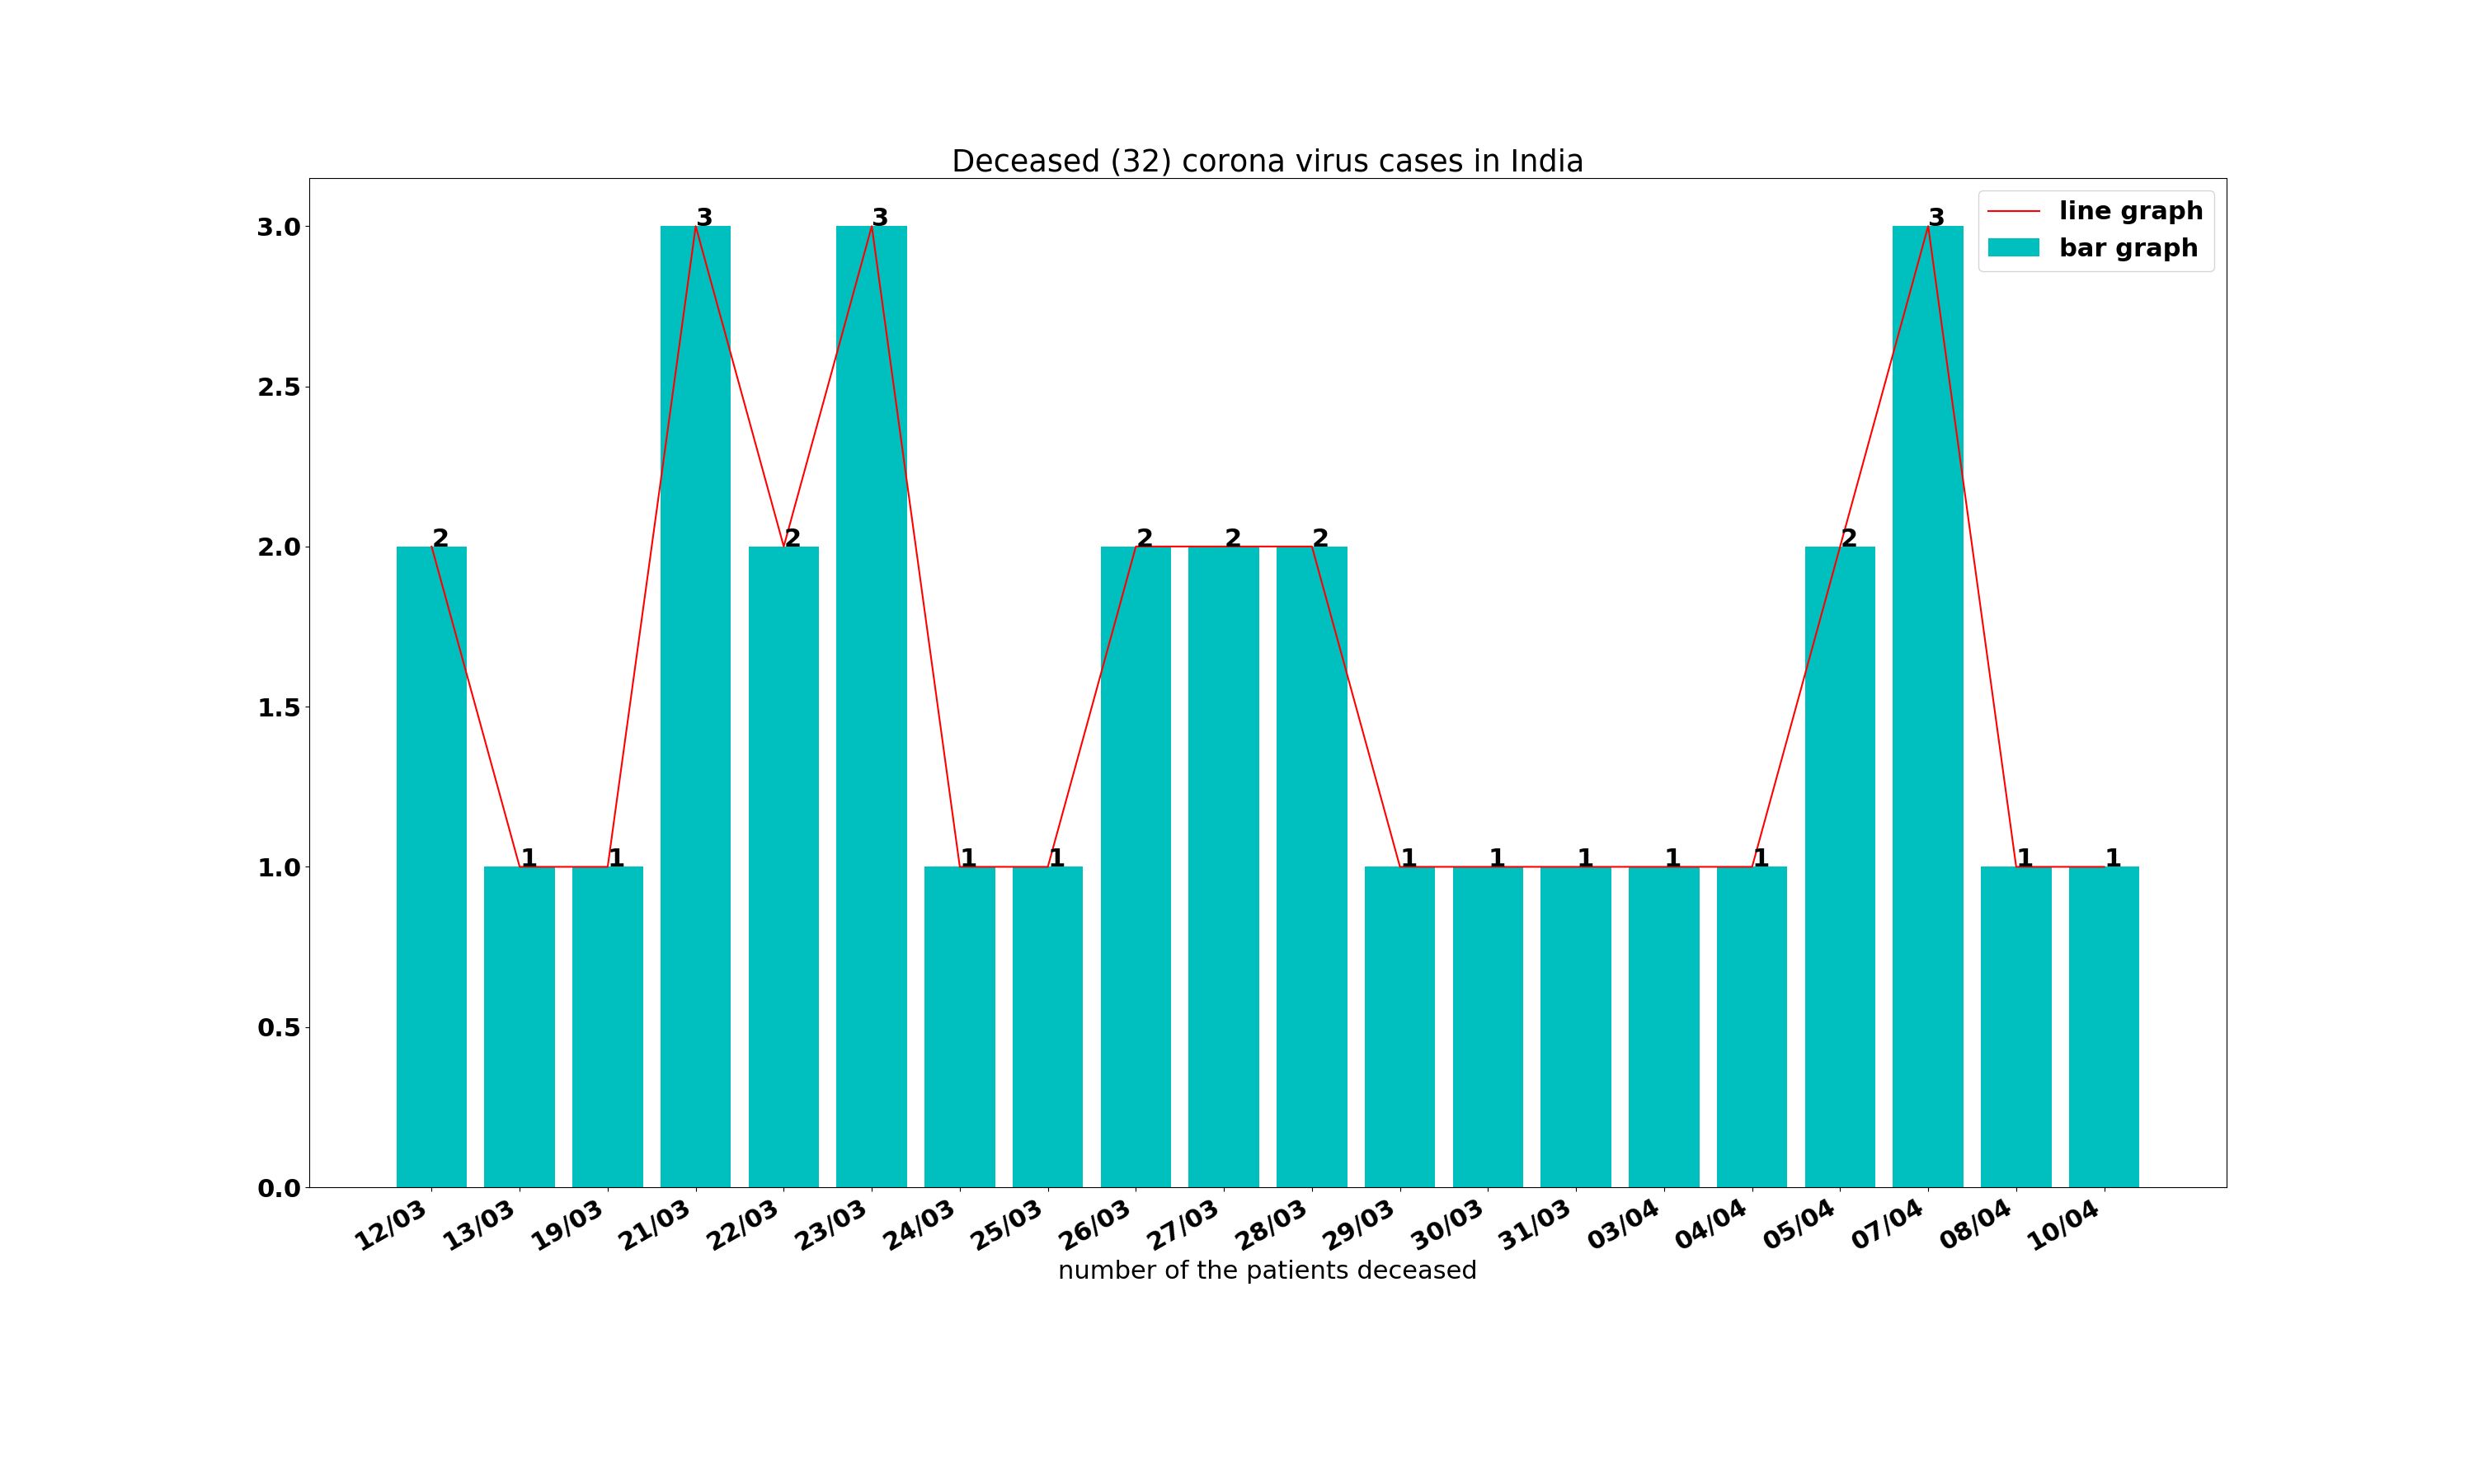 Deceased (32) corona virus cases in India
line graph
bar graph
3.0
2.5
2.0
1.5
1.0
0.5
0.0
2 1 1 3 2 3 1 1 2 2 2 1 1 1 1 1 2 3 1 1
12/03 13/03 19/03 21/03 22/03 23/03 24/03 25/03 26/03 27/03 28/03 29/03 30/03 31/03 03/04 04/04 05/04 07/04 08/04 10/04
number of the patients deceased